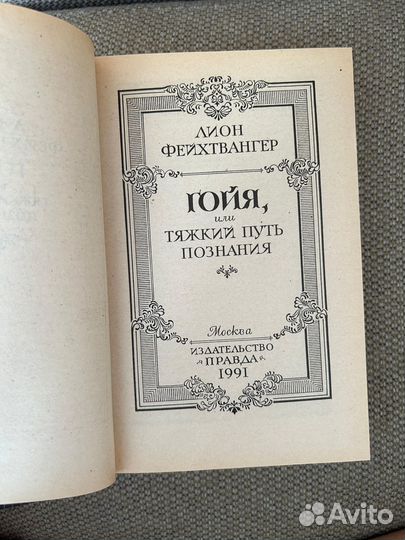 ЛИОН
ФЕЙХТВАНГЕР
ГОЙЯ,
или
ТЯЖКИЙ ПУТЬ
ПОЗНАНИЯ
Москва
ИЗДАТЕЛЬСТВО
«ПРАВДА»
1991
Avito